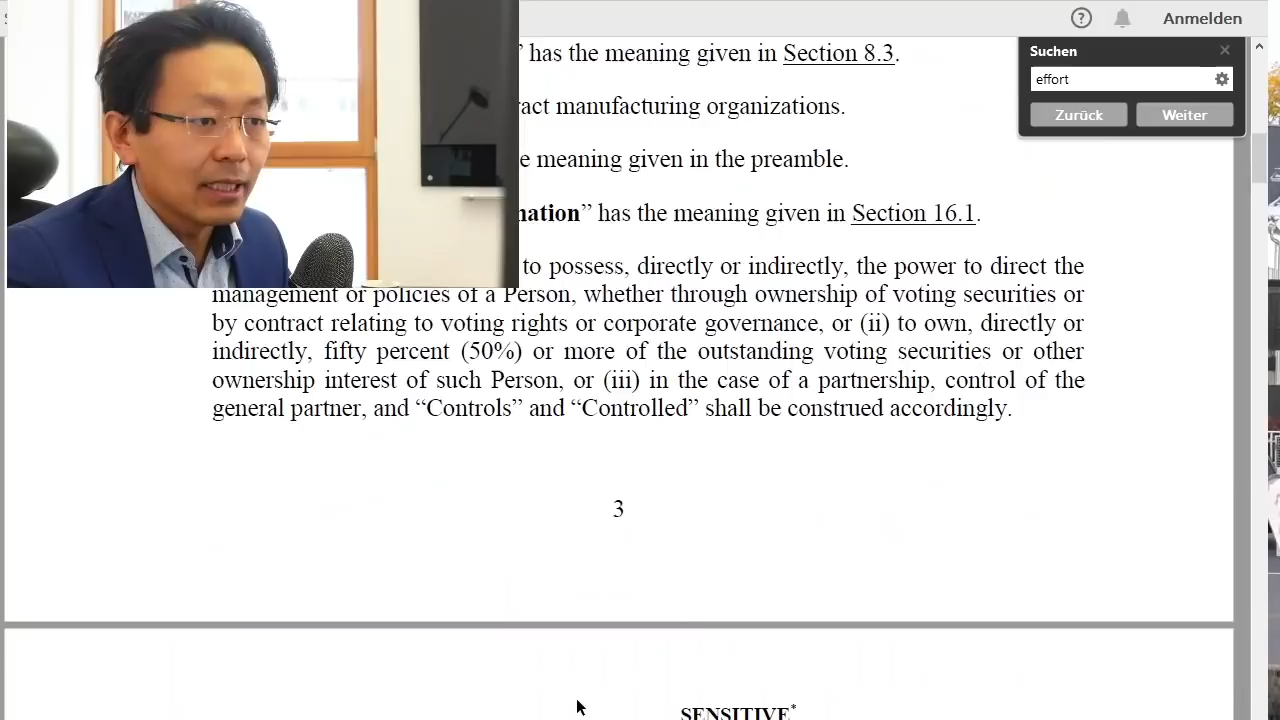 Anmelden
Suchen
effort
Zurück Weiter
” has the meaning given in Section 8.3.
ract manufacturing organizations.
e meaning given in the preamble.
nation” has the meaning given in Section 16.1.
to possess, directly or indirectly, the power to direct the
management or policies of a Person, whether through ownership of voting securities or
by contract relating to voting rights or corporate governance, or (ii) to own, directly or
indirectly, fifty percent (50%) or more of the outstanding voting securities or other
ownership interest of such Person, or (iii) in the case of a partnership, control of the
general partner, and “Controls” and “Controlled” shall be construed accordingly.
3
SENSITIVE*